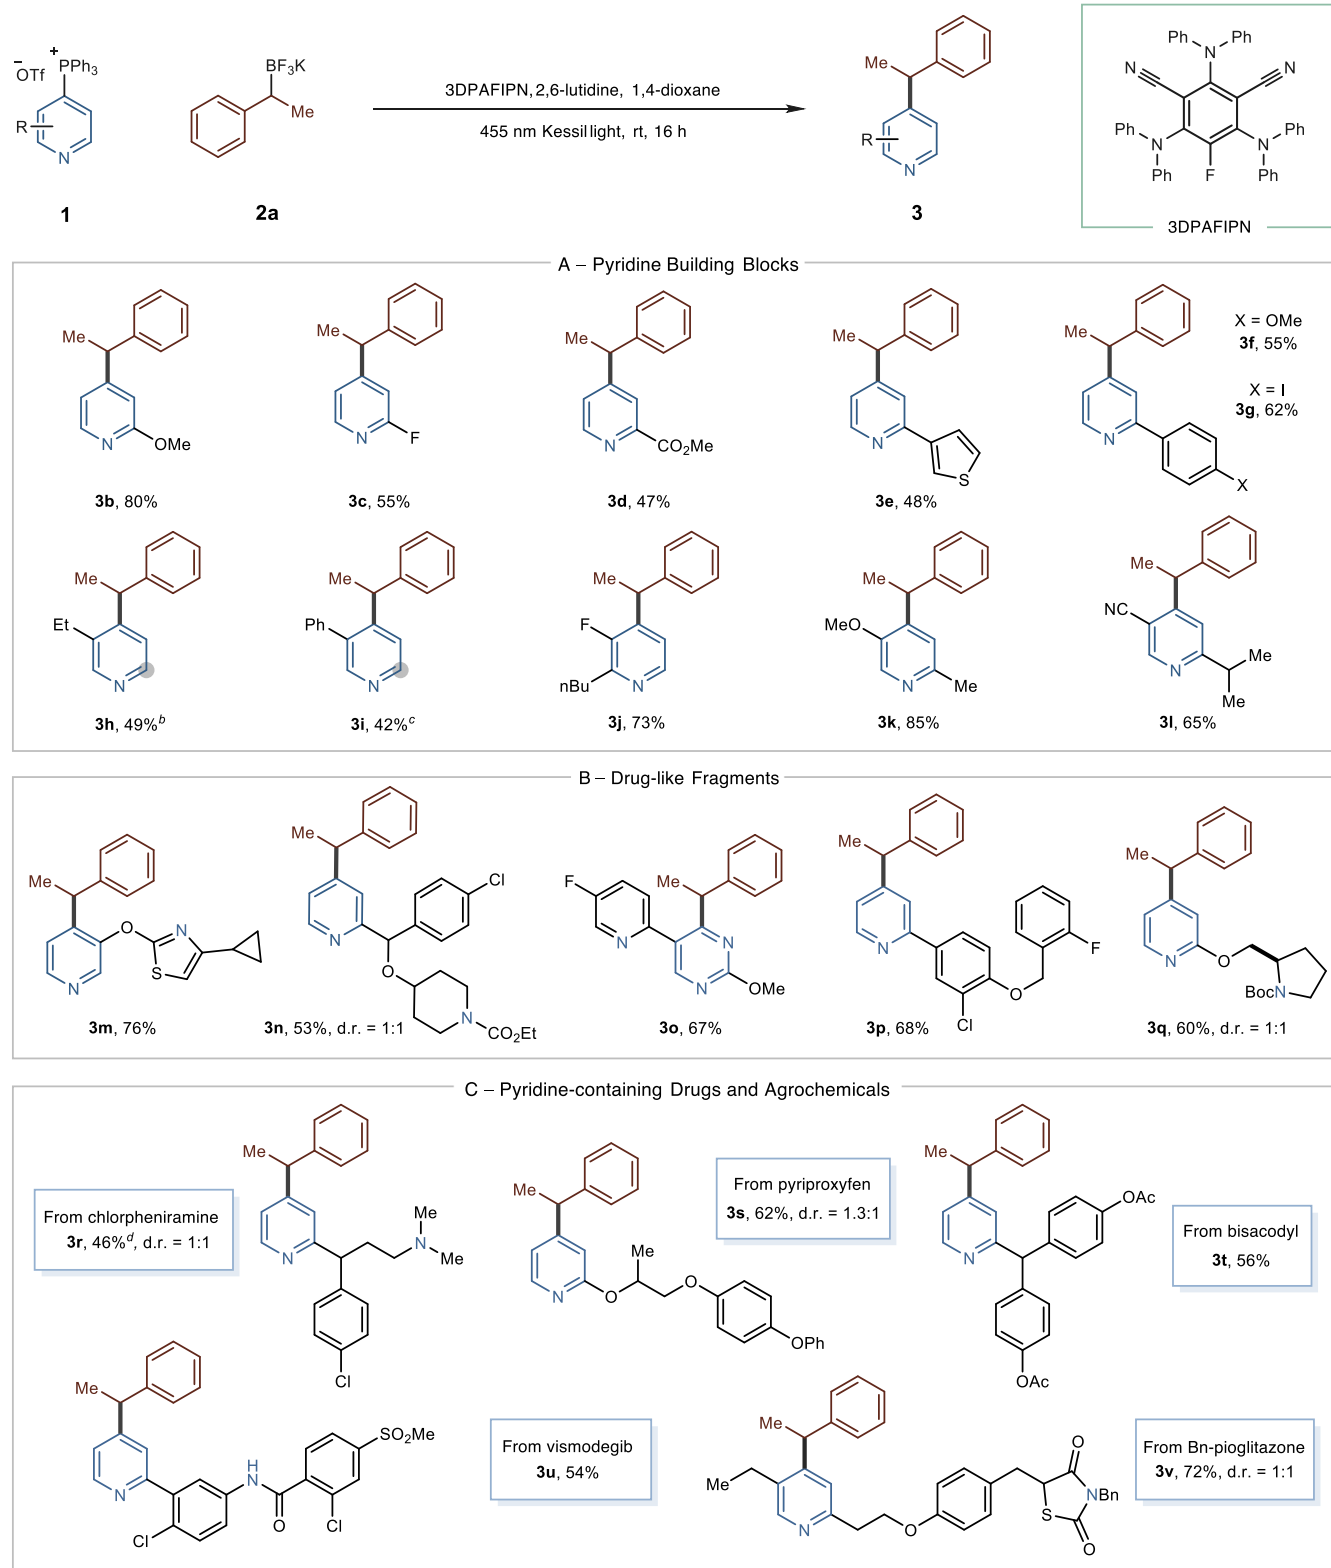 ⁻OTf
+
PPh₃
R
N
1
BF₃K
Me
2a
3DPAFIPN, 2,6-lutidine, 1,4-dioxane
455 nm Kessil light, rt, 16 h
Me
R
N
3
Ph N Ph
N N
Ph Ph
N N
Ph F Ph
3DPAFIPN
A – Pyridine Building Blocks
Me
N OMe
3b, 80%
Me
N F
3c, 55%
Me
N CO₂Me
3d, 47%
Me
N
S
3e, 48%
Me
N
X
X = OMe
3f, 55%
X = I
3g, 62%
Me
Et
N
3h, 49%ᵇ
Me
Ph
N
3i, 42%ᶜ
Me
F
nBu N
3j, 73%
Me
MeO
N Me
3k, 85%
Me
NC
N Me
Me
3l, 65%
B – Drug-like Fragments
Me
O N
N S
3m, 76%
Me
Cl
N
O
N CO₂Et
3n, 53%, d.r. = 1:1
F Me
N N
N OMe
3o, 67%
Me
N F
O
Cl
3p, 68%
Me
N O
BocN
3q, 60%, d.r. = 1:1
C – Pyridine-containing Drugs and Agrochemicals
From chlorpheniramine
3r, 46%ᵈ, d.r. = 1:1
Me
Me
N N Me
Cl
Me
Me
N O O
OPh
From pyriproxyfen
3s, 62%, d.r. = 1.3:1
Me
OAc
N
OAc
From bisacodyl
3t, 56%
Me
SO₂Me
H
N
N
O Cl
Cl
From vismodegib
3u, 54%
Me
Me
O
N O
S NBn
O
From Bn-pioglitazone
3v, 72%, d.r. = 1:1